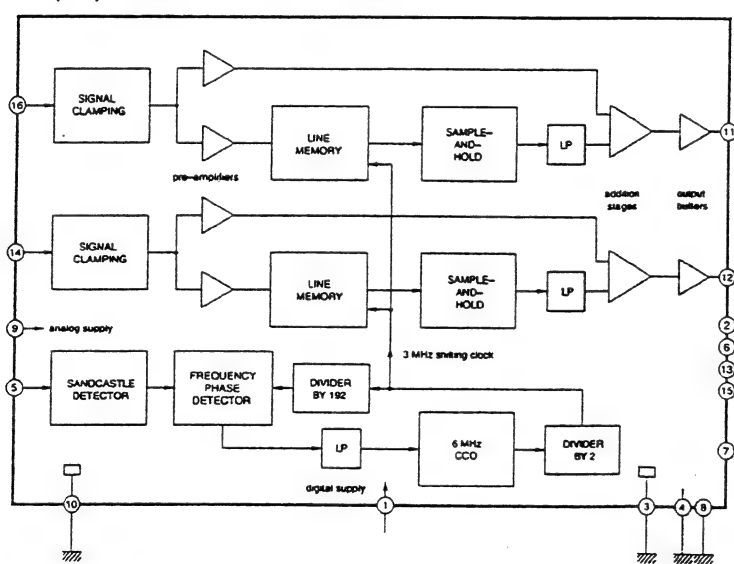 SIGNAL
CLAMPING
16
pre-ampifiers
LINE
MEMORY
SAMPLE-
AND-
HOLD
LP
11
addition
stages
output
buffers
SIGNAL
CLAMPING
14
LINE
MEMORY
SAMPLE-
AND-
HOLD
LP
12
9
analog supply
2
6
13
15
3 MHz shifting clock
5
SANDCASTLE
DETECTOR
FREQUENCY
PHASE
DETECTOR
DIVIDER
BY 192
LP
6 MHz
CCO
DIVIDER
BY 2
7
digital supply
10
1
3
4
8